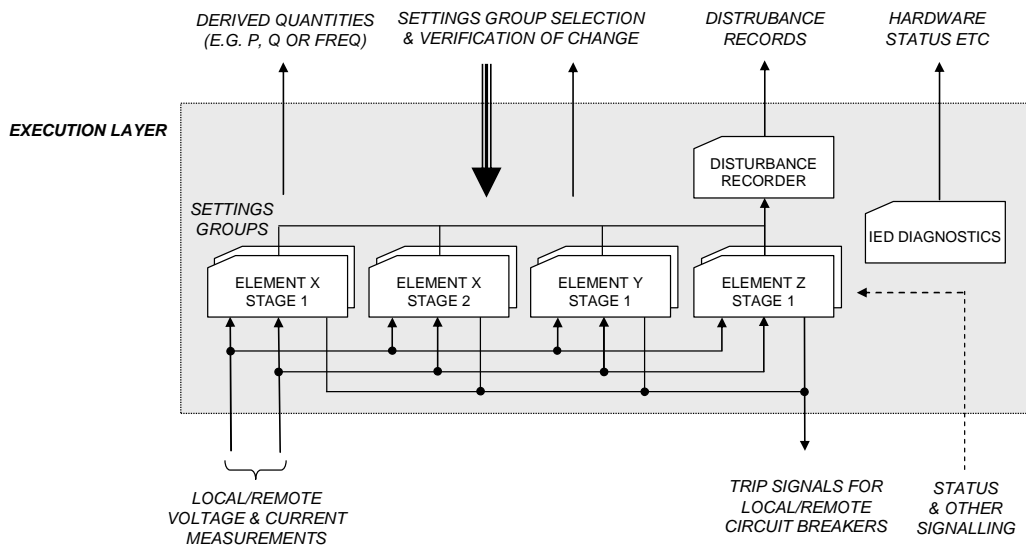 DERIVED QUANTITIES
(E.G. P, Q OR FREQ)
SETTINGS GROUP SELECTION
& VERIFICATION OF CHANGE
DISTRUBANCE
RECORDS
HARDWARE
STATUS ETC
EXECUTION LAYER
DISTURBANCE
RECORDER
SETTINGS
GROUPS
IED DIAGNOSTICS
ELEMENT X
STAGE 1
ELEMENT X
STAGE 2
ELEMENT Y
STAGE 1
ELEMENT Z
STAGE 1
LOCAL/REMOTE
VOLTAGE & CURRENT
MEASUREMENTS
TRIP SIGNALS FOR
LOCAL/REMOTE
CIRCUIT BREAKERS
STATUS
& OTHER
SIGNALLING